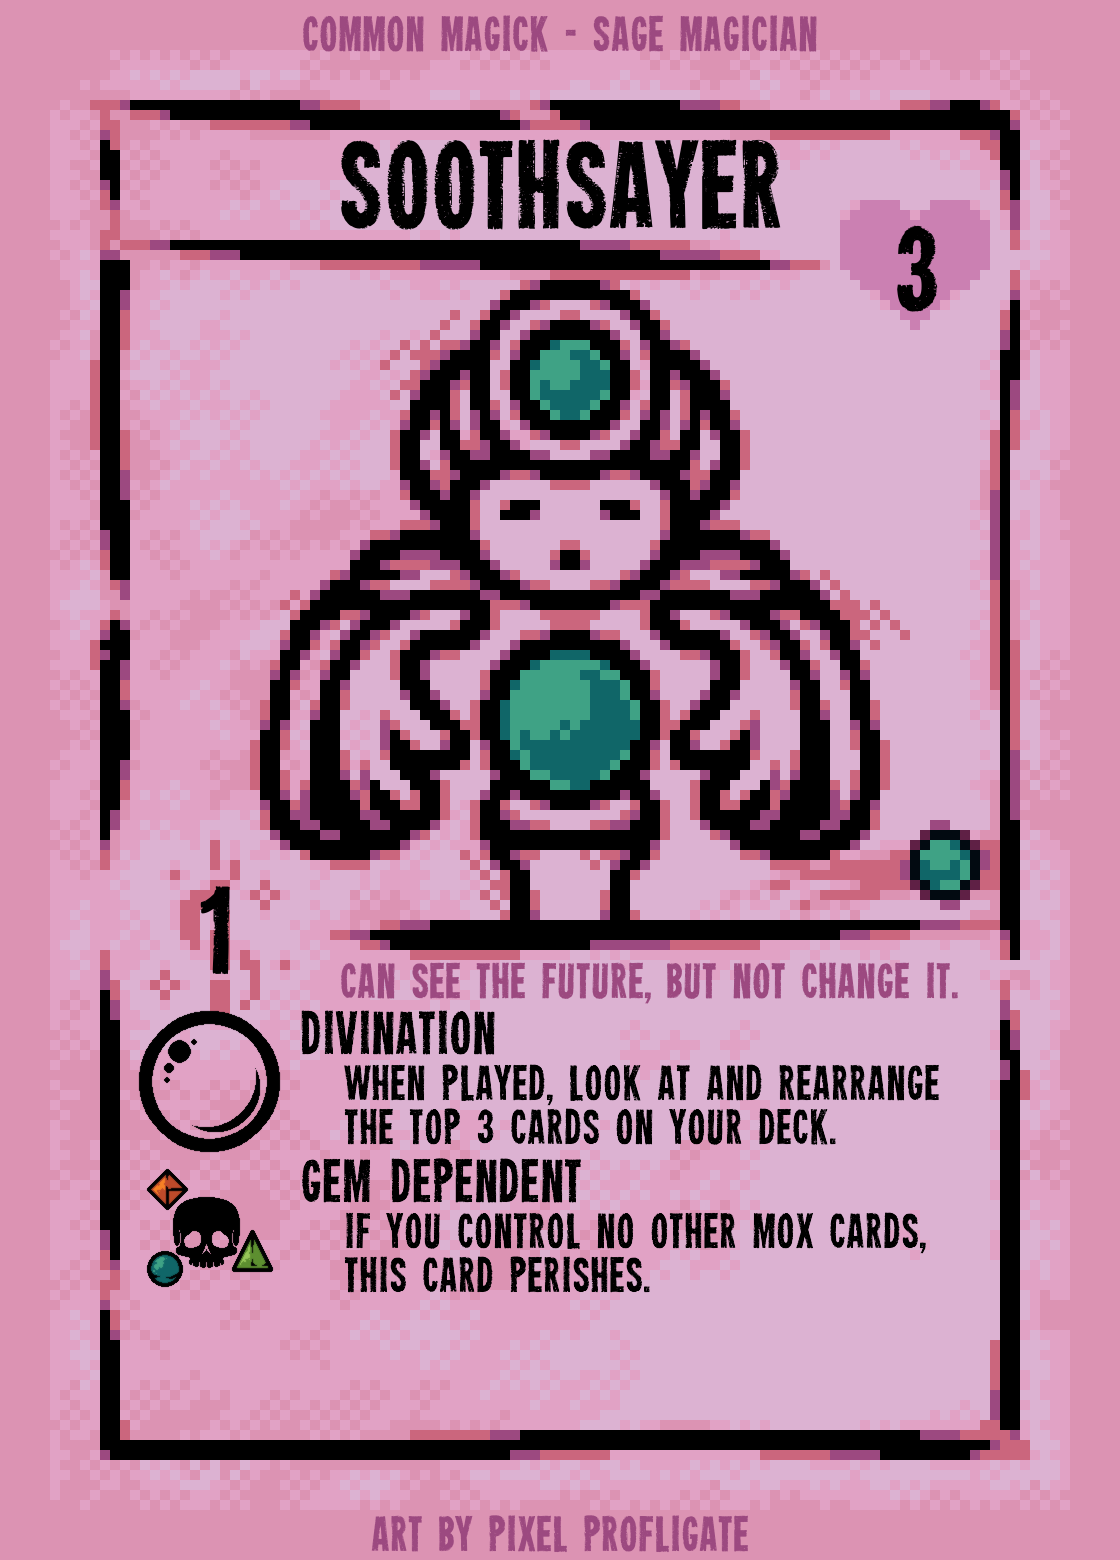 COMMON MAGICK - SAGE MAGICIAN
SOOTHSAYER
3
1
CAN SEE THE FUTURE, BUT NOT CHANGE IT.
DIVINATION
WHEN PLAYED, LOOK AT AND REARRANGE
THE TOP 3 CARDS ON YOUR DECK.
GEM DEPENDENT
IF YOU CONTROL NO OTHER MOX CARDS,
THIS CARD PERISHES.
ART BY PIXEL PROFLIGATE